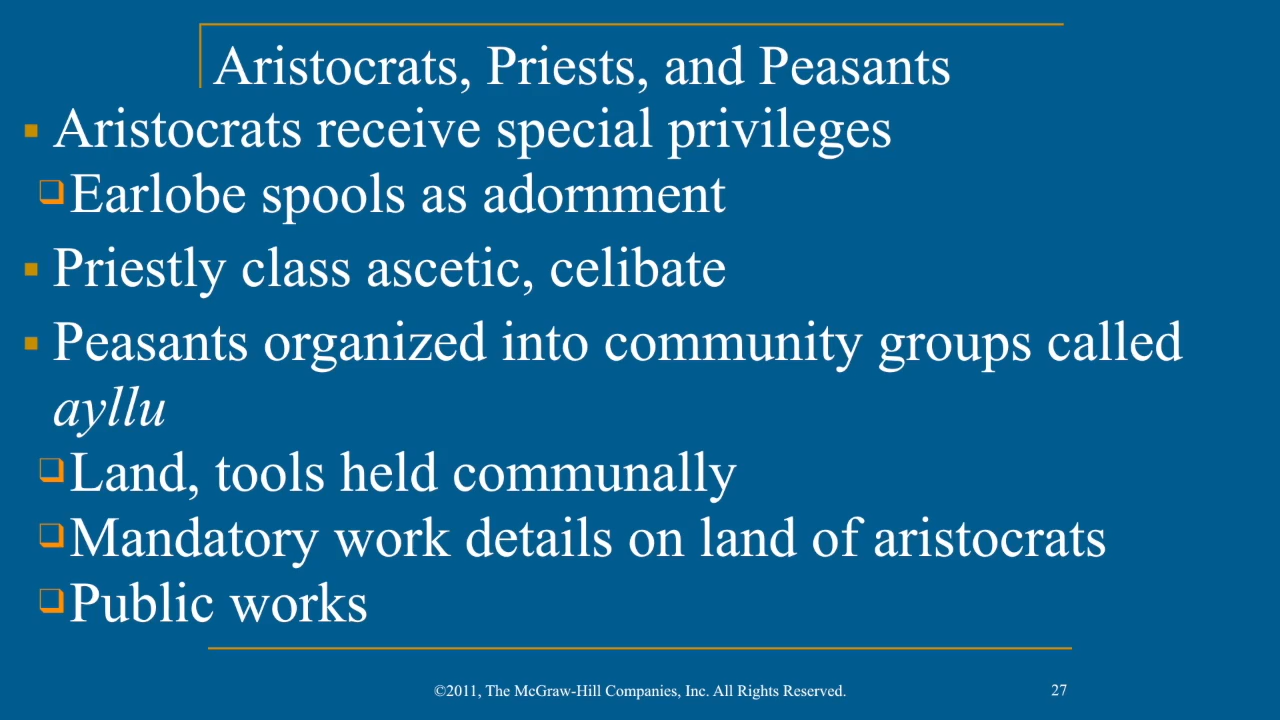 Aristocrats, Priests, and Peasants
▪ Aristocrats receive special privileges
❑Earlobe spools as adornment
▪ Priestly class ascetic, celibate
▪ Peasants organized into community groups called
ayllu
❑Land, tools held communally
❑Mandatory work details on land of aristocrats
❑Public works
©2011, The McGraw-Hill Companies, Inc. All Rights Reserved.
27